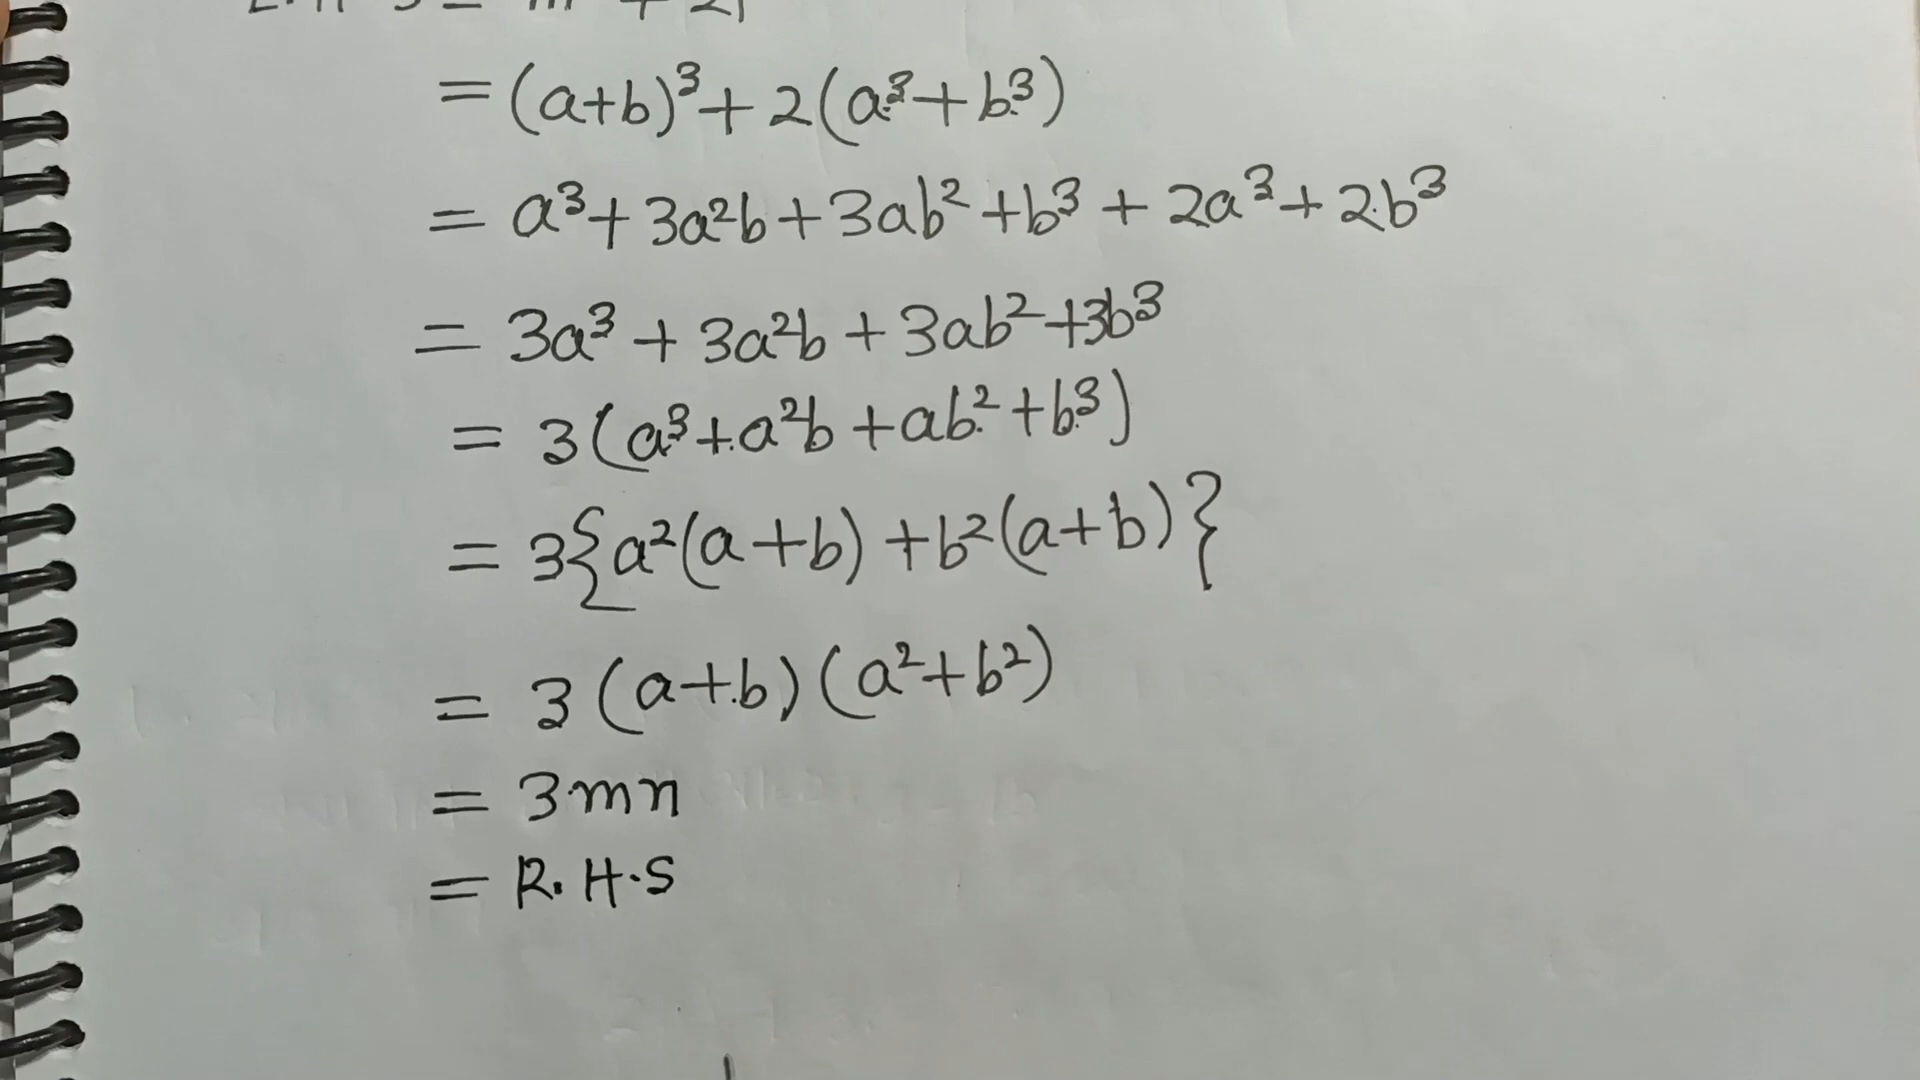 = (a+b)³ + 2(a³ + b³)
= a³ + 3a²b + 3ab² + b³ + 2a³ + 2b³
= 3a³ + 3a²b + 3ab² + 3b³
= 3(a³ + a²b + ab² + b³)
= 3{a²(a+b) + b²(a+b)}
= 3(a+b)(a²+b²)
= 3mn
= R.H.S